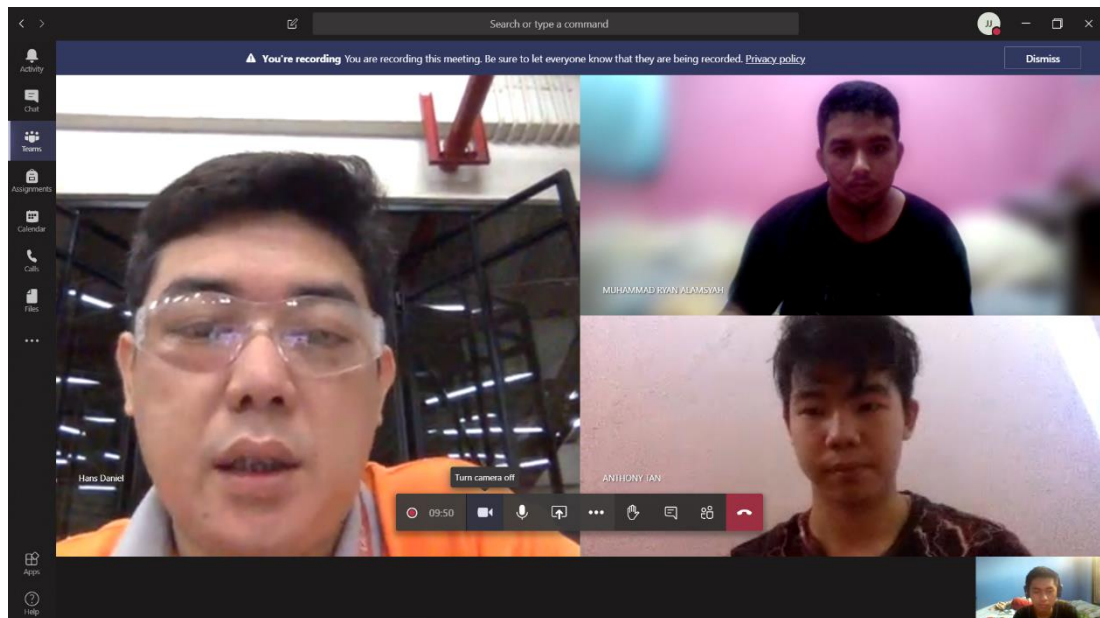 Search or type a command
JJ
Activity
Chat
Teams
Assignments
Calendar
Calls
Files
Apps
Help
You're recording You are recording this meeting. Be sure to let everyone know that they are being recorded. Privacy policy
Dismiss
MUHAMMAD RYAN ALAMSYAH
Hans Daniel
Turn camera off
ANTHONY IAN
09:50